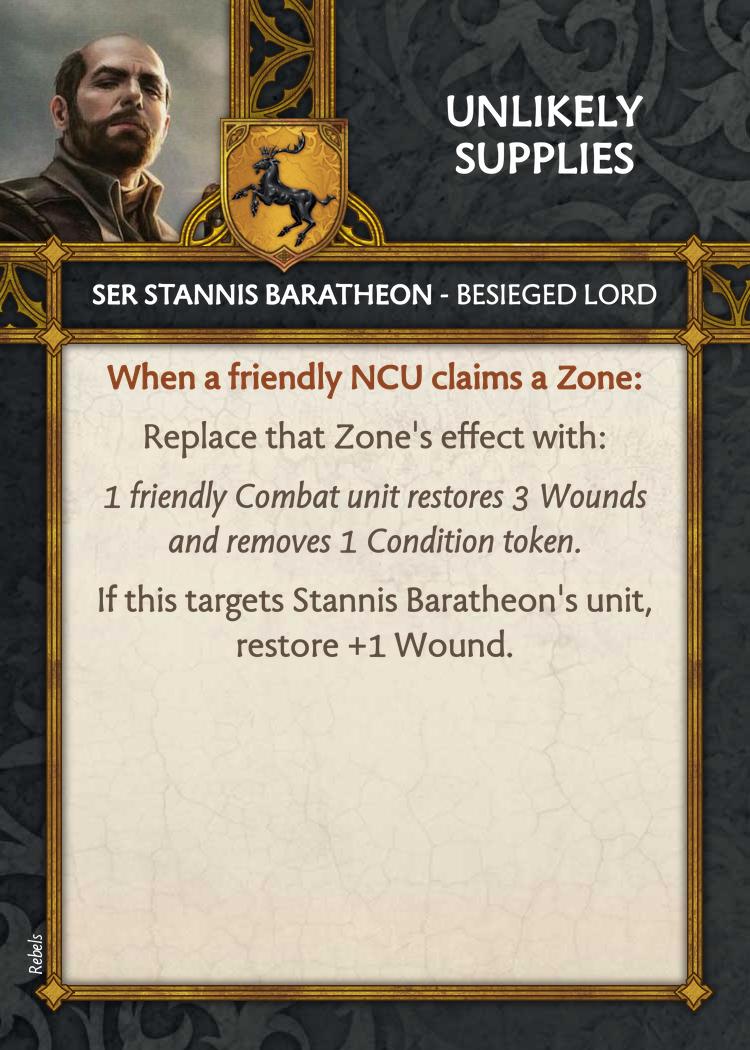 UNLIKELY
SUPPLIES
SER STANNIS BARATHEON - BESIEGED LORD
When a friendly NCU claims a Zone:
Replace that Zone's effect with:
1 friendly Combat unit restores 3 Wounds
and removes 1 Condition token.
If this targets Stannis Baratheon's unit,
restore +1 Wound.
Rebels